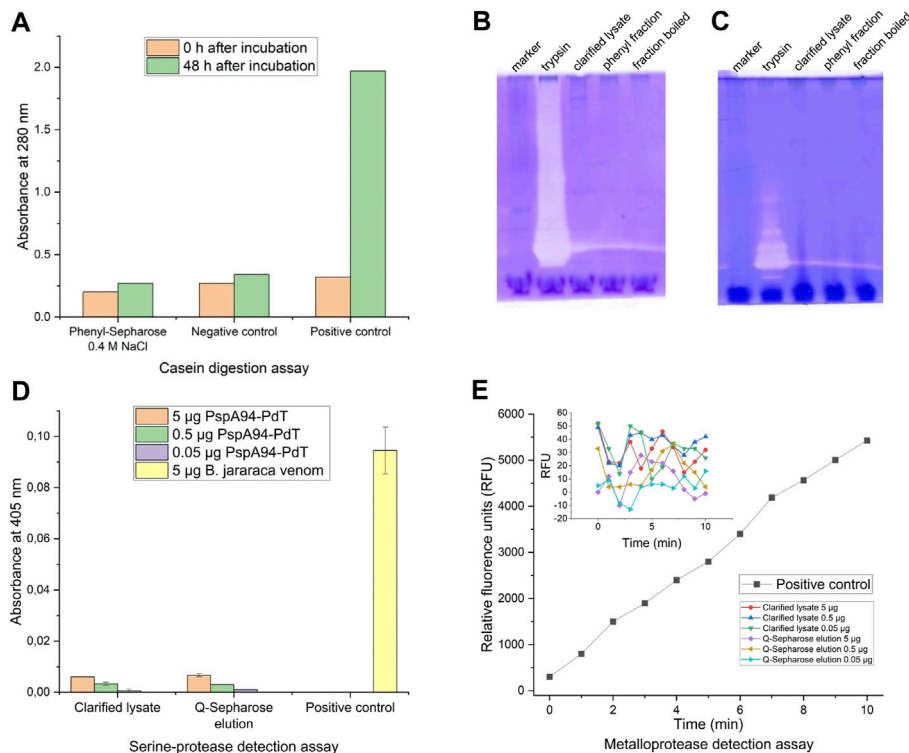 A
0 h after incubation
48 h after incubation
2.0
1.5
1.0
0.5
0.0
Absorbance at 280 nm
Phenyl-Sepharose
0.4 M NaCl
Negative control
Positive control
Casein digestion assay
B
marker
trypsin
clarified lysate
phenyl fraction
fraction boiled
C
marker
trypsin
clarified lysate
phenyl fraction
fraction boiled
D
5 µg PspA94-PdT
0.5 µg PspA94-PdT
0.05 µg PspA94-PdT
5 µg B. jararaca venom
0,10
0,08
0,06
0,04
0,02
0,00
Absorbance at 405 nm
Clarified lysate
Q-Sepharose
elution
Positive control
Serine-protease detection assay
E
6000
5000
4000
3000
2000
1000
0
Relative fluorence units (RFU)
60
50
40
30
20
10
0
-10
-20
RFU
0
5
10
Time (min)
Positive control
Clarified lysate 5 µg
Clarified lysate 0.5 µg
Clarified lysate 0.05 µg
Q-Sepharose elution 5 µg
Q-Sepharose elution 0.5 µg
Q-Sepharose elution 0.05 µg
0
2
4
6
8
10
Time (min)
Metalloprotease detection assay